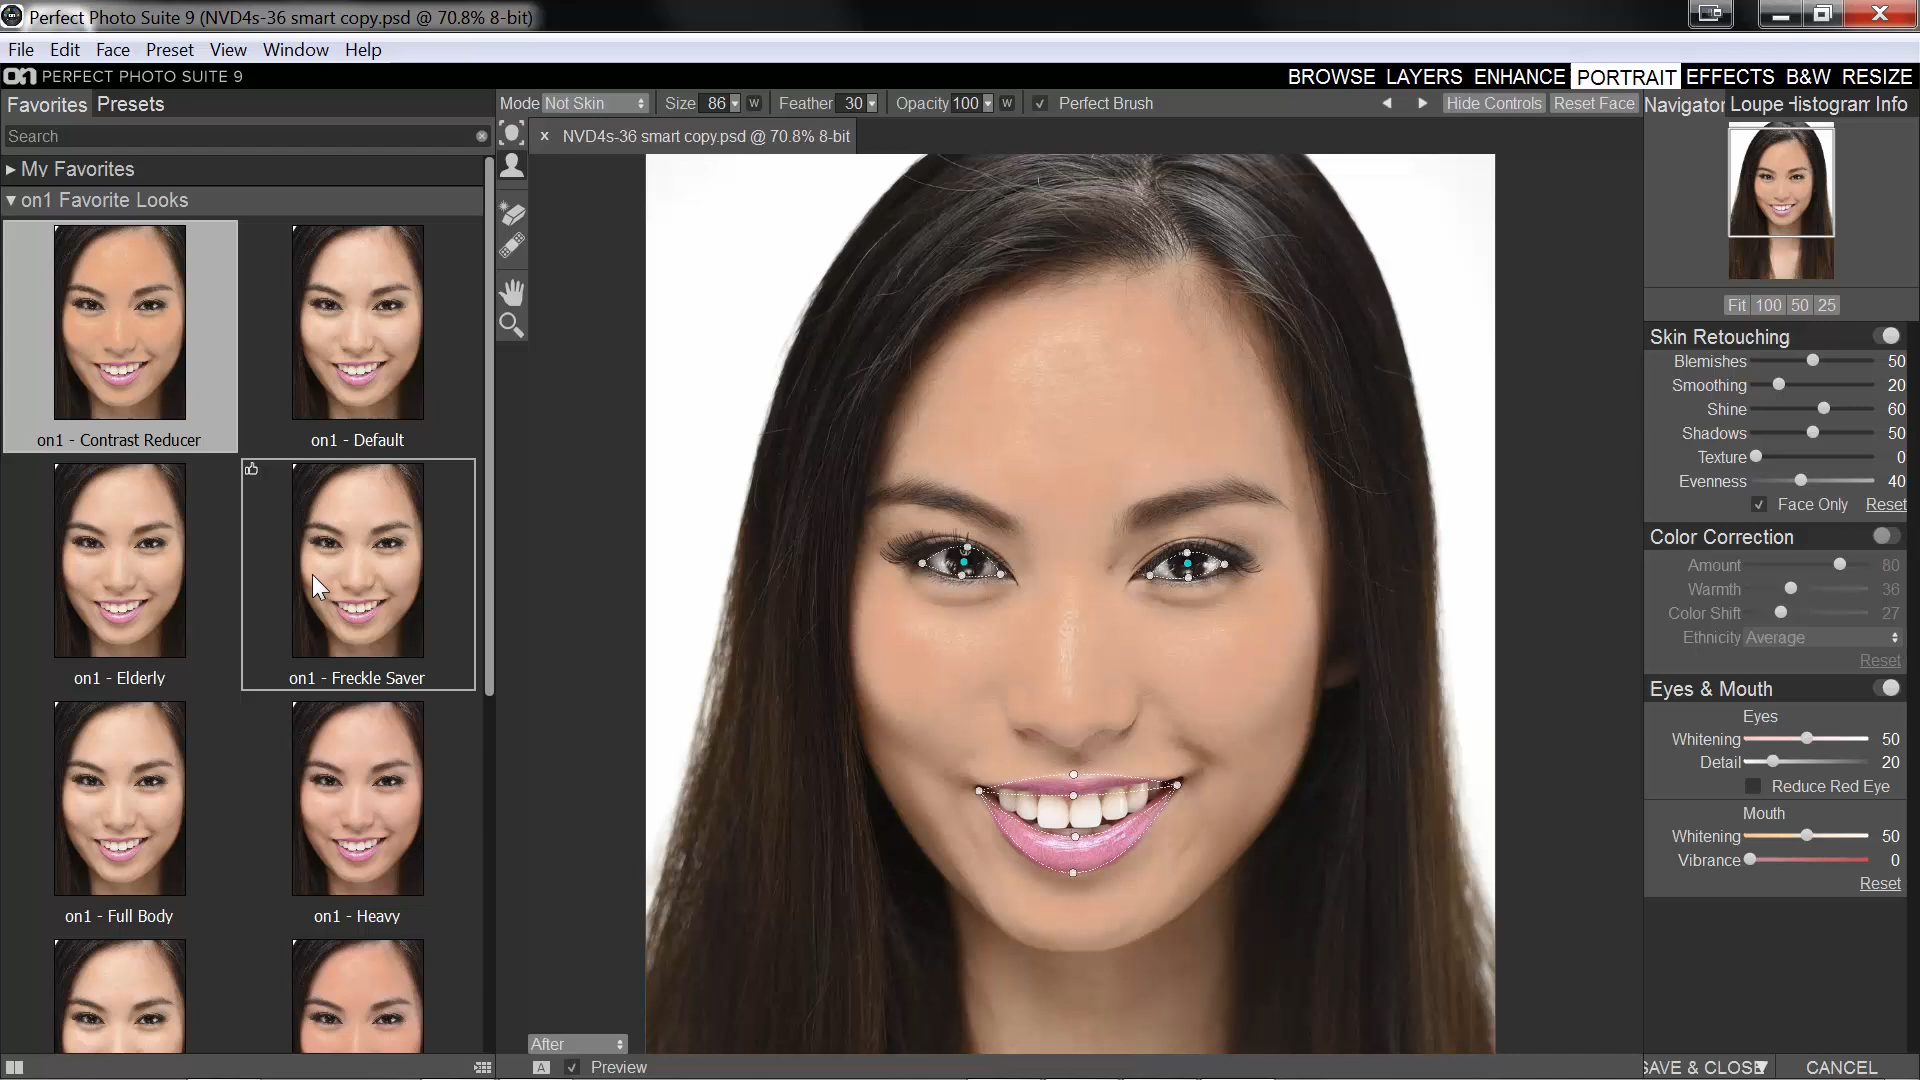 Perfect Photo Suite 9 (NVD4s-36 smart copy.psd @ 70.8% 8-bit)
File Edit Face Preset View Window Help
on PERFECT PHOTO SUITE 9
BROWSE LAYERS ENHANCE PORTRAIT EFFECTS B&W RESIZE
Favorites Presets
Mode Not Skin Size 86 W Feather 30 Opacity 100 W Perfect Brush Hide Controls Reset Face
Navigator Loupe Histogram Info
Search
x NVD4s-36 smart copy.psd @ 70.8% 8-bit
My Favorites
on1 Favorite Looks
on1 - Contrast Reducer
on1 - Default
on1 - Elderly
on1 - Freckle Saver
on1 - Full Body
on1 - Heavy
Fit 100 50 25
Skin Retouching
Blemishes 50
Smoothing 20
Shine 60
Shadows 50
Texture 0
Evenness 40
Face Only Reset
Color Correction
Amount 80
Warmth 36
Color Shift 27
Ethnicity Average
Reset
Eyes & Mouth
Eyes
Whitening 50
Detail 20
Reduce Red Eye
Mouth
Whitening 50
Vibrance 0
Reset
After
A Preview
SAVE & CLOSE CANCEL